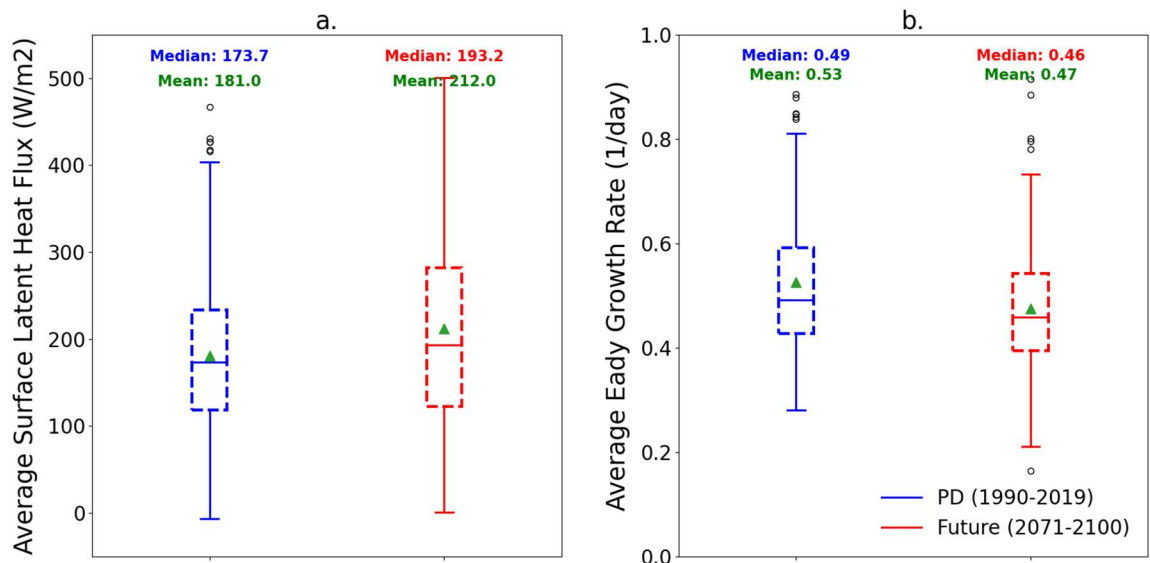 a.
Median: 173.7
Mean: 181.0
Median: 193.2
Mean: 212.0
Average Surface Latent Heat Flux (W/m2)
500
400
300
200
100
0
b.
Median: 0.49
Mean: 0.53
Median: 0.46
Mean: 0.47
Average Eady Growth Rate (1/day)
1.0
0.8
0.6
0.4
0.2
0.0
PD (1990-2019)
Future (2071-2100)